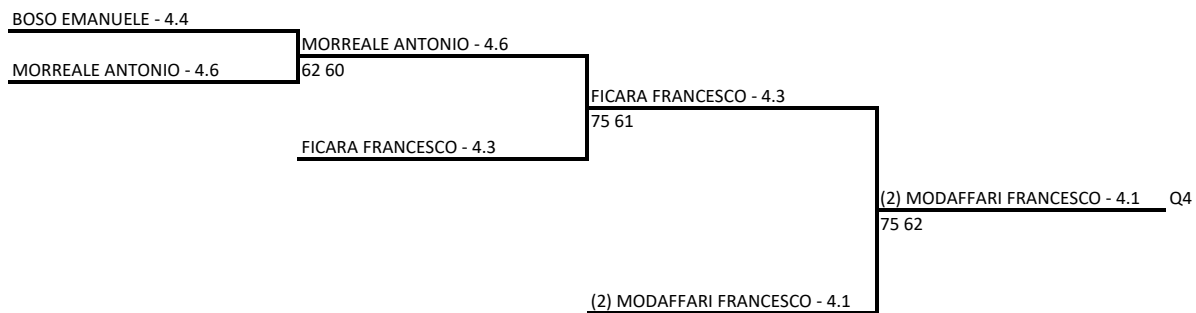 BOSO EMANUELE - 4.4
MORREALE ANTONIO - 4.6
MORREALE ANTONIO - 4.6
62 60
FICARA FRANCESCO - 4.3
75 61
FICARA FRANCESCO - 4.3
(2) MODAFFARI FRANCESCO - 4.1 Q4
75 62
(2) MODAFFARI FRANCESCO - 4.1